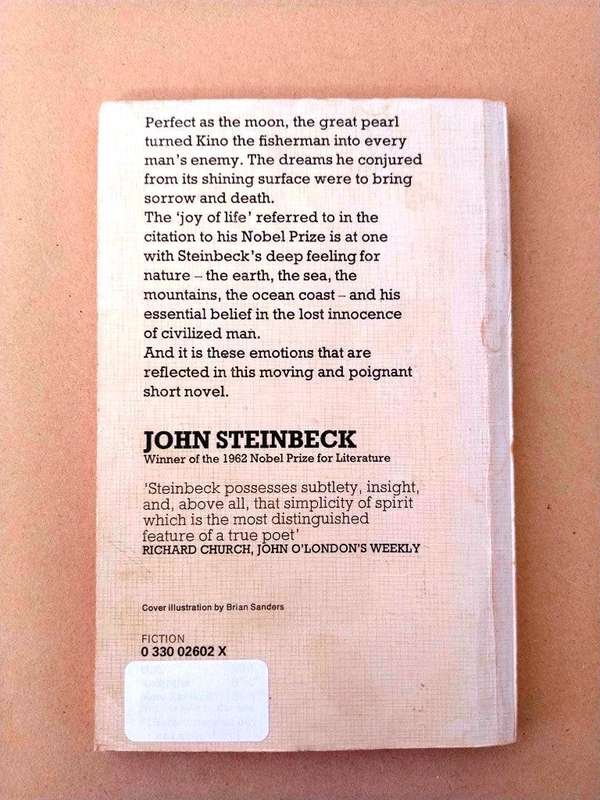 Perfect as the moon, the great pearl
turned Kino the fisherman into every
man's enemy. The dreams he conjured
from its shining surface were to bring
sorrow and death.
The 'joy of life' referred to in the
citation to his Nobel Prize is at one
with Steinbeck's deep feeling for
nature – the earth, the sea, the
mountains, the ocean coast – and his
essential belief in the lost innocence
of civilized man.
And it is these emotions that are
reflected in this moving and poignant
short novel.
JOHN STEINBECK
Winner of the 1962 Nobel Prize for Literature
'Steinbeck possesses subtlety, insight,
and, above all, that simplicity of spirit
which is the most distinguished
feature of a true poet'
RICHARD CHURCH, JOHN O'LONDON'S WEEKLY
Cover illustration by Brian Sanders
FICTION
0 330 02602 X